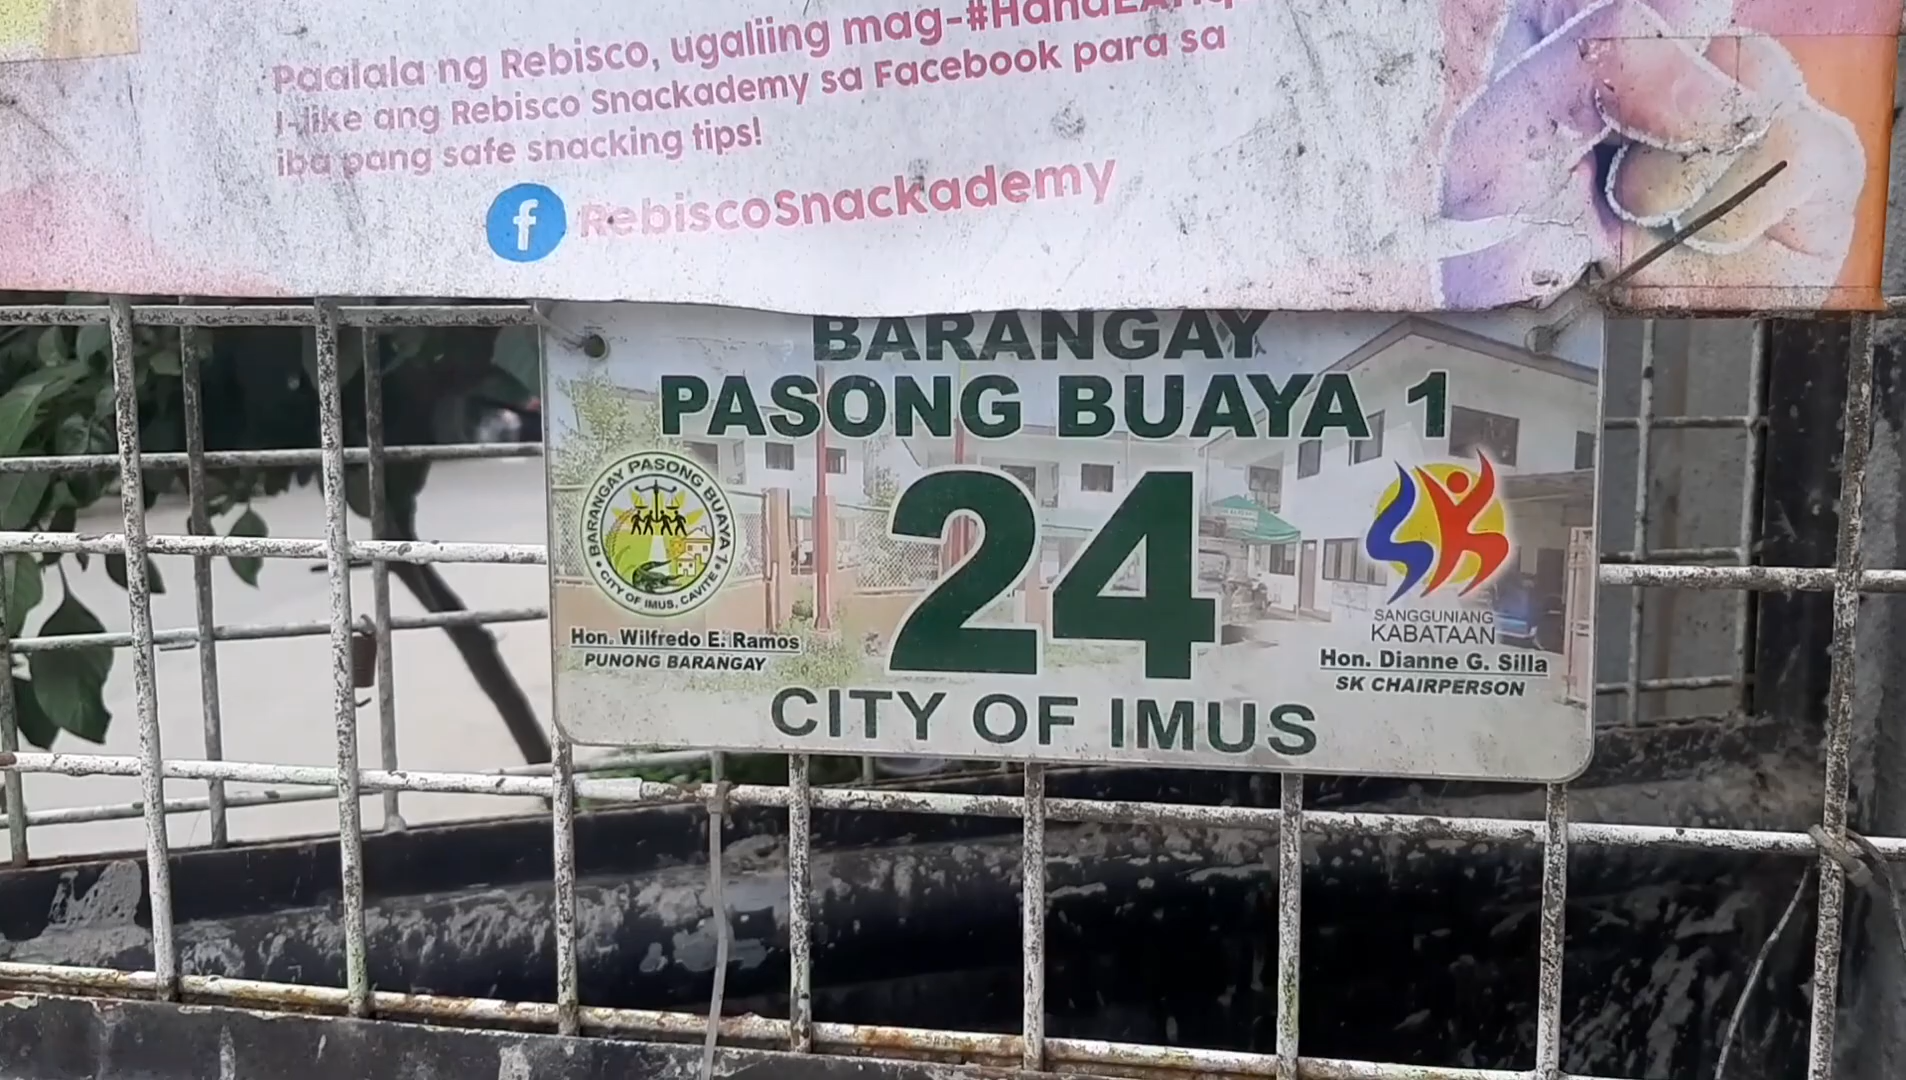 Paalala ng Rebisco, ugaliing mag-
I-like ang Rebisco Snackademy sa Facebook para sa
iba pang safe snacking tips!
f RebiscoSnackademy
BARANGAY
PASONG BUAYA 1
24
BARANGAY PASONG BUAYA 1
CITY OF IMUS, CAVITE
Hon. Wilfredo E. Ramos
PUNONG BARANGAY
SK
SANGGUNIANG
KABATAAN
Hon. Dianne G. Silla
SK CHAIRPERSON
CITY OF IMUS